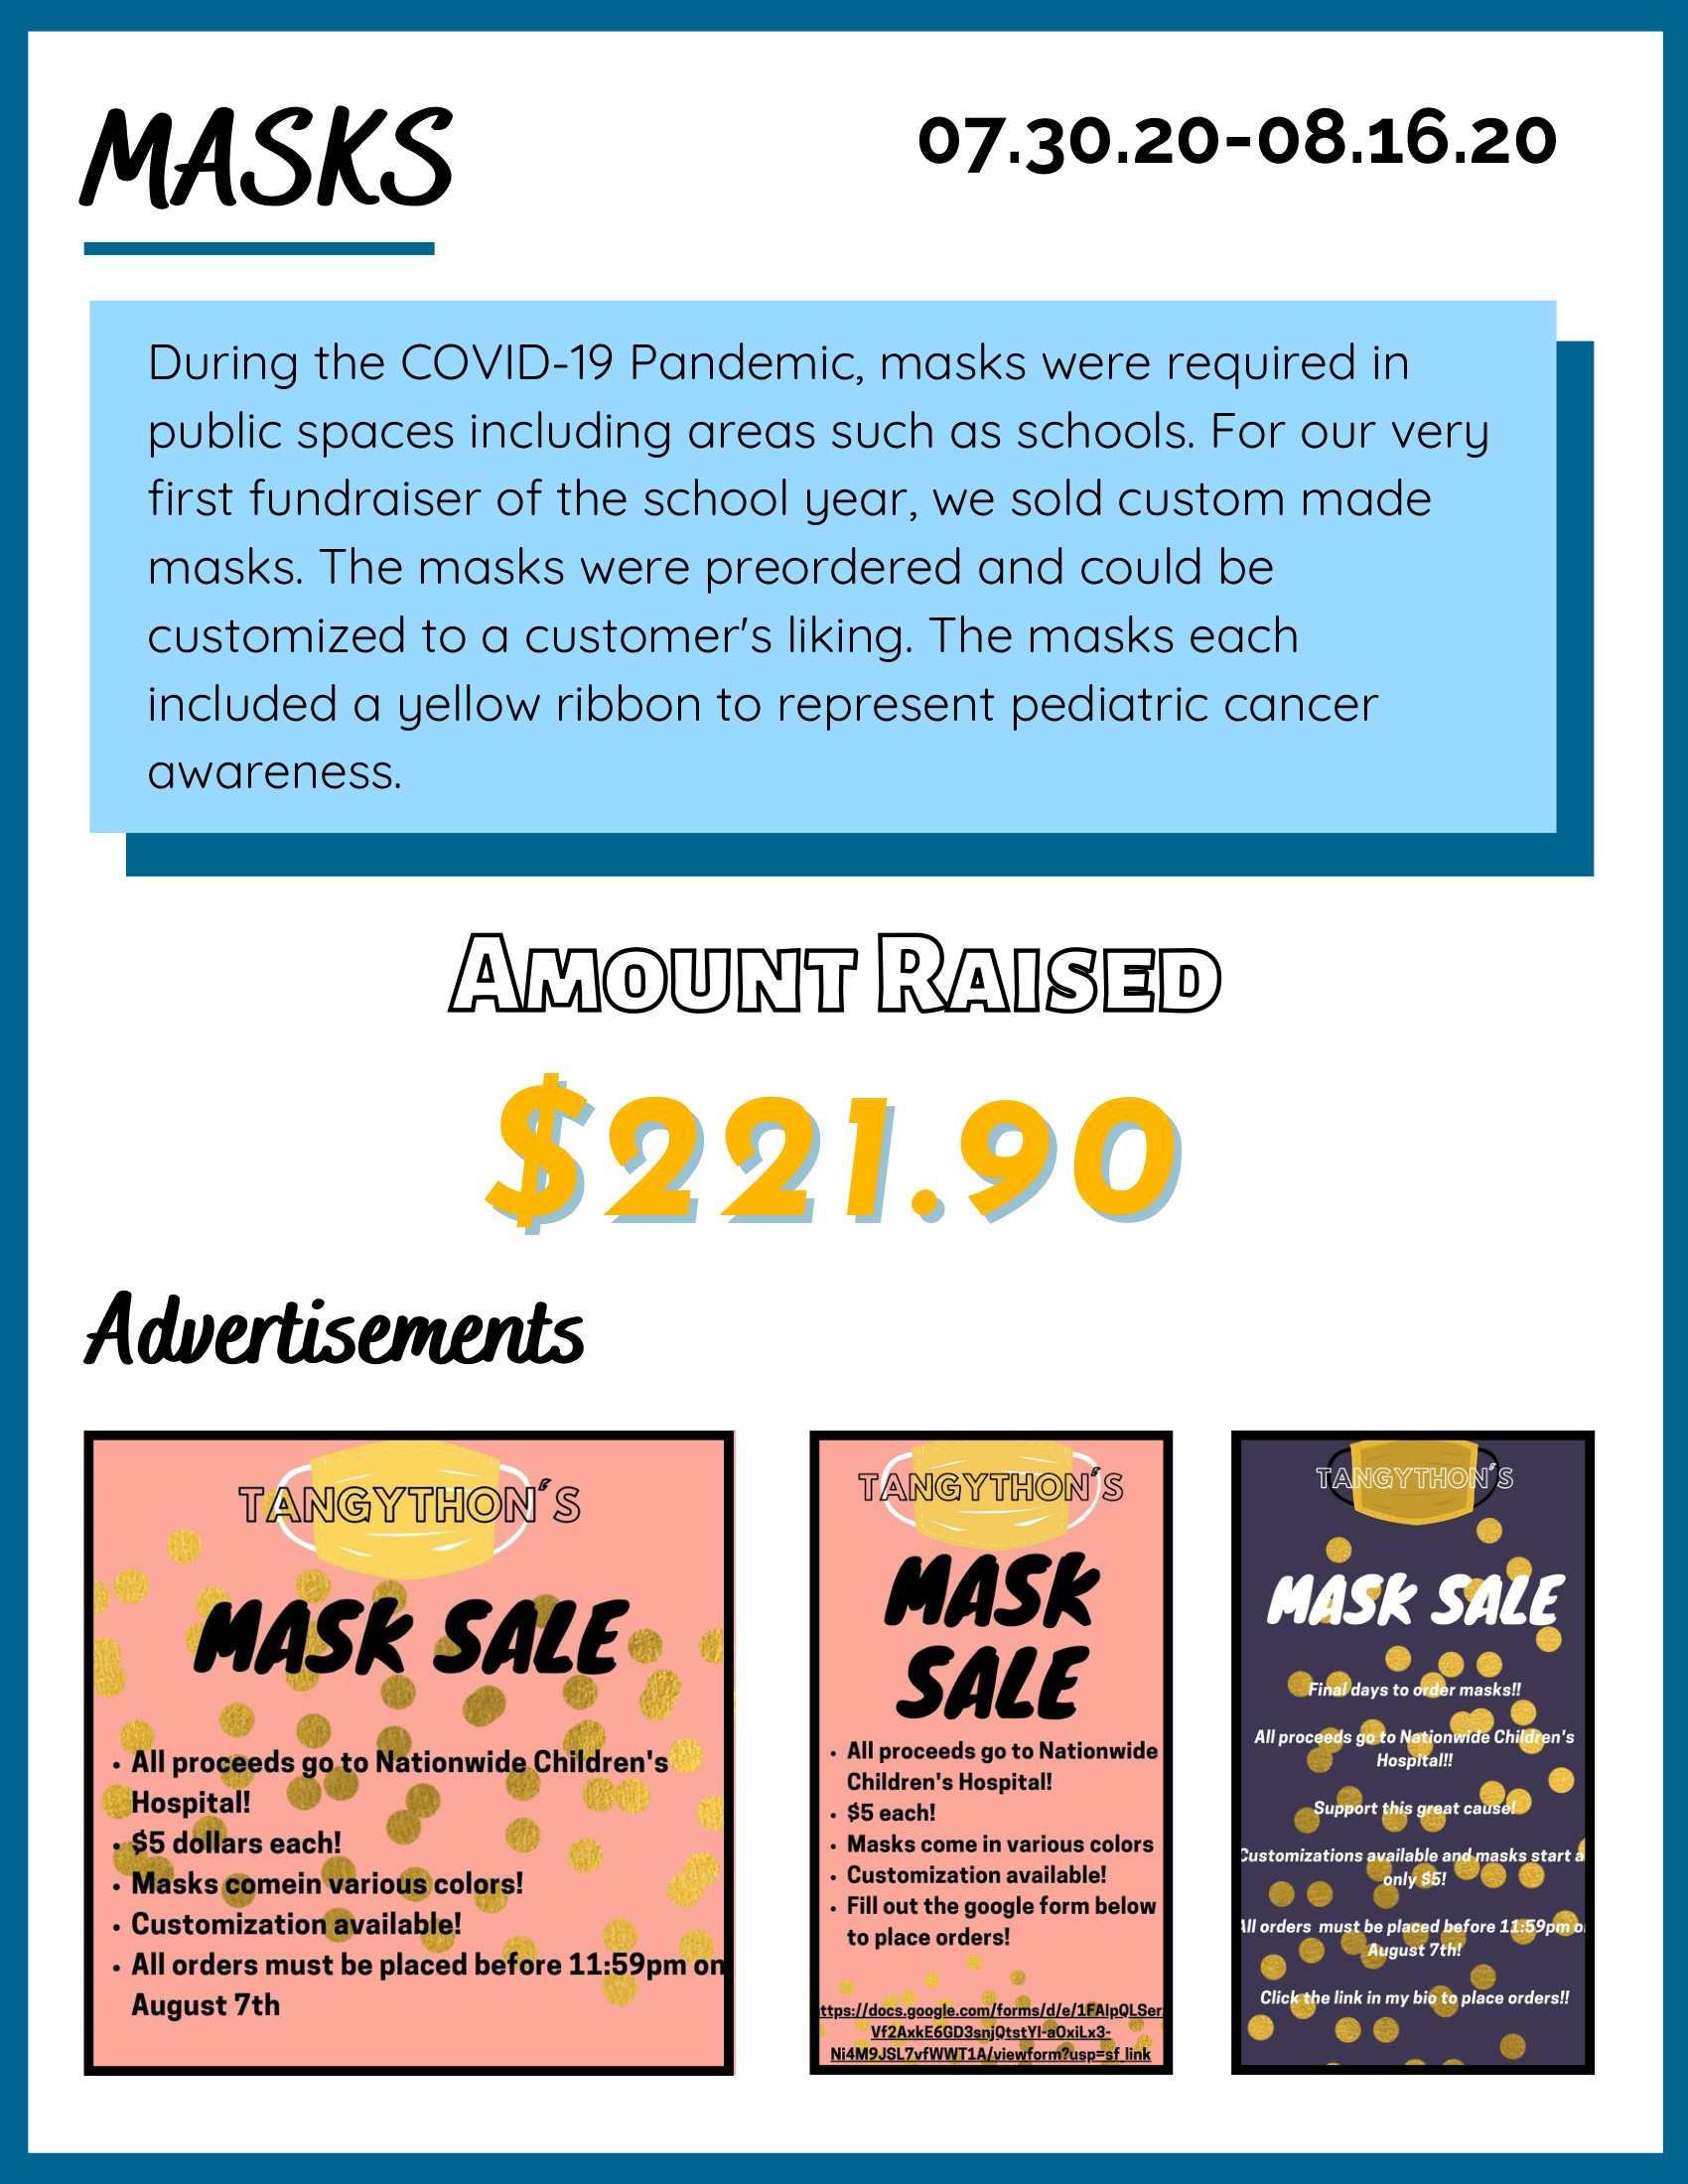 MASKS
07.30.20-08.16.20
During the COVID-19 Pandemic, masks were required in
public spaces including areas such as schools. For our very
first fundraiser of the school year, we sold custom made
masks. The masks were preordered and could be
customized to a customer's liking. The masks each
included a yellow ribbon to represent pediatric cancer
awareness.
AMOUNT RAISED
$221.90
Advertisements
TANGYTHON'S
MASK SALE
• All proceeds go to Nationwide Children's
Hospital!
• $5 dollars each!
• Masks comein various colors!
• Customization available!
• All orders must be placed before 11:59pm on
August 7th
TANGYTHON'S
MASK
SALE
• All proceeds go to Nationwide
Children's Hospital!
• $5 each!
• Masks come in various colors
• Customization available!
• Fill out the google form below
to place orders!
ttps://docs.google.com/forms/d/e/1FAIpQLSer
Vf2AxkE6GD3snjQtstYI-aOxiLx3-
Ni4M9JSL7vfWWT1A/viewform?usp=sf_link
TANGYTHON'S
MASK SALE
Final days to order masks!!
All proceeds go to Nationwide Children's
Hospital!!
Support this great cause!
Customizations available and masks start a
only $5!
All orders must be placed before 11:59pm o
August 7th!
Click the link in my bio to place orders!!